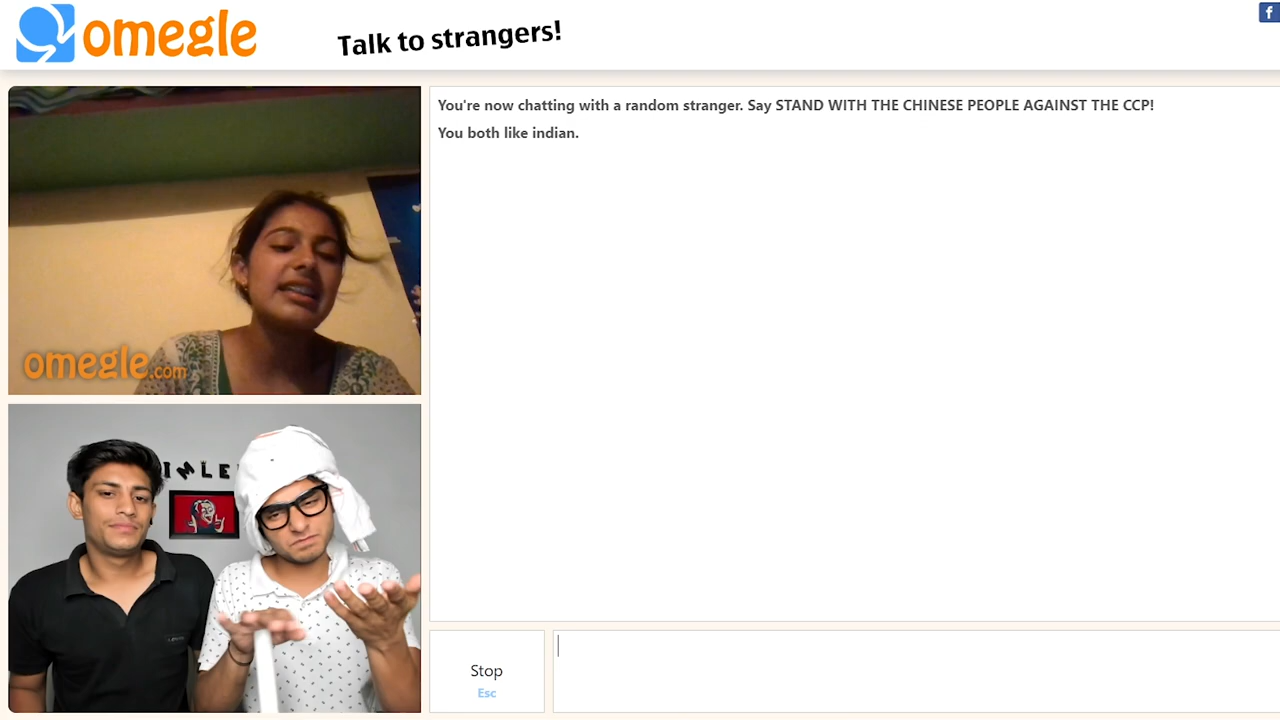 omegle
Talk to strangers!
f
You're now chatting with a random stranger. Say STAND WITH THE CHINESE PEOPLE AGAINST THE CCP!
You both like indian.
omegle.com
IMLE
Stop
Esc